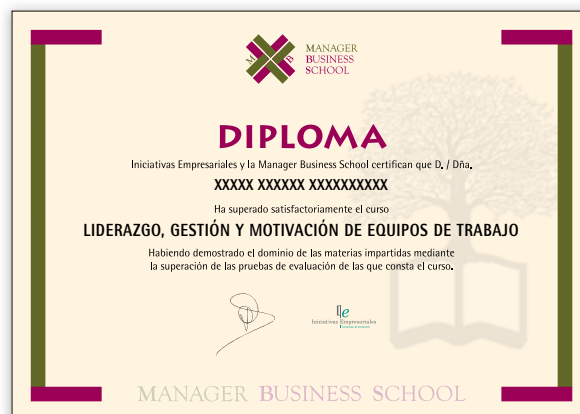 M B
MANAGER
BUSINESS
SCHOOL
DIPLOMA
Iniciativas Empresariales y la Manager Business School certifican que D. / Dña.
XXXXX XXXXXX XXXXXXXXXX
Ha superado satisfactoriamente el curso
LIDERAZGO, GESTIÓN Y MOTIVACIÓN DE EQUIPOS DE TRABAJO
Habiendo demostrado el dominio de las materias impartidas mediante
la superación de las pruebas de evaluación de las que consta el curso.
Iniciativas Empresariales
MANAGER BUSINESS SCHOOL